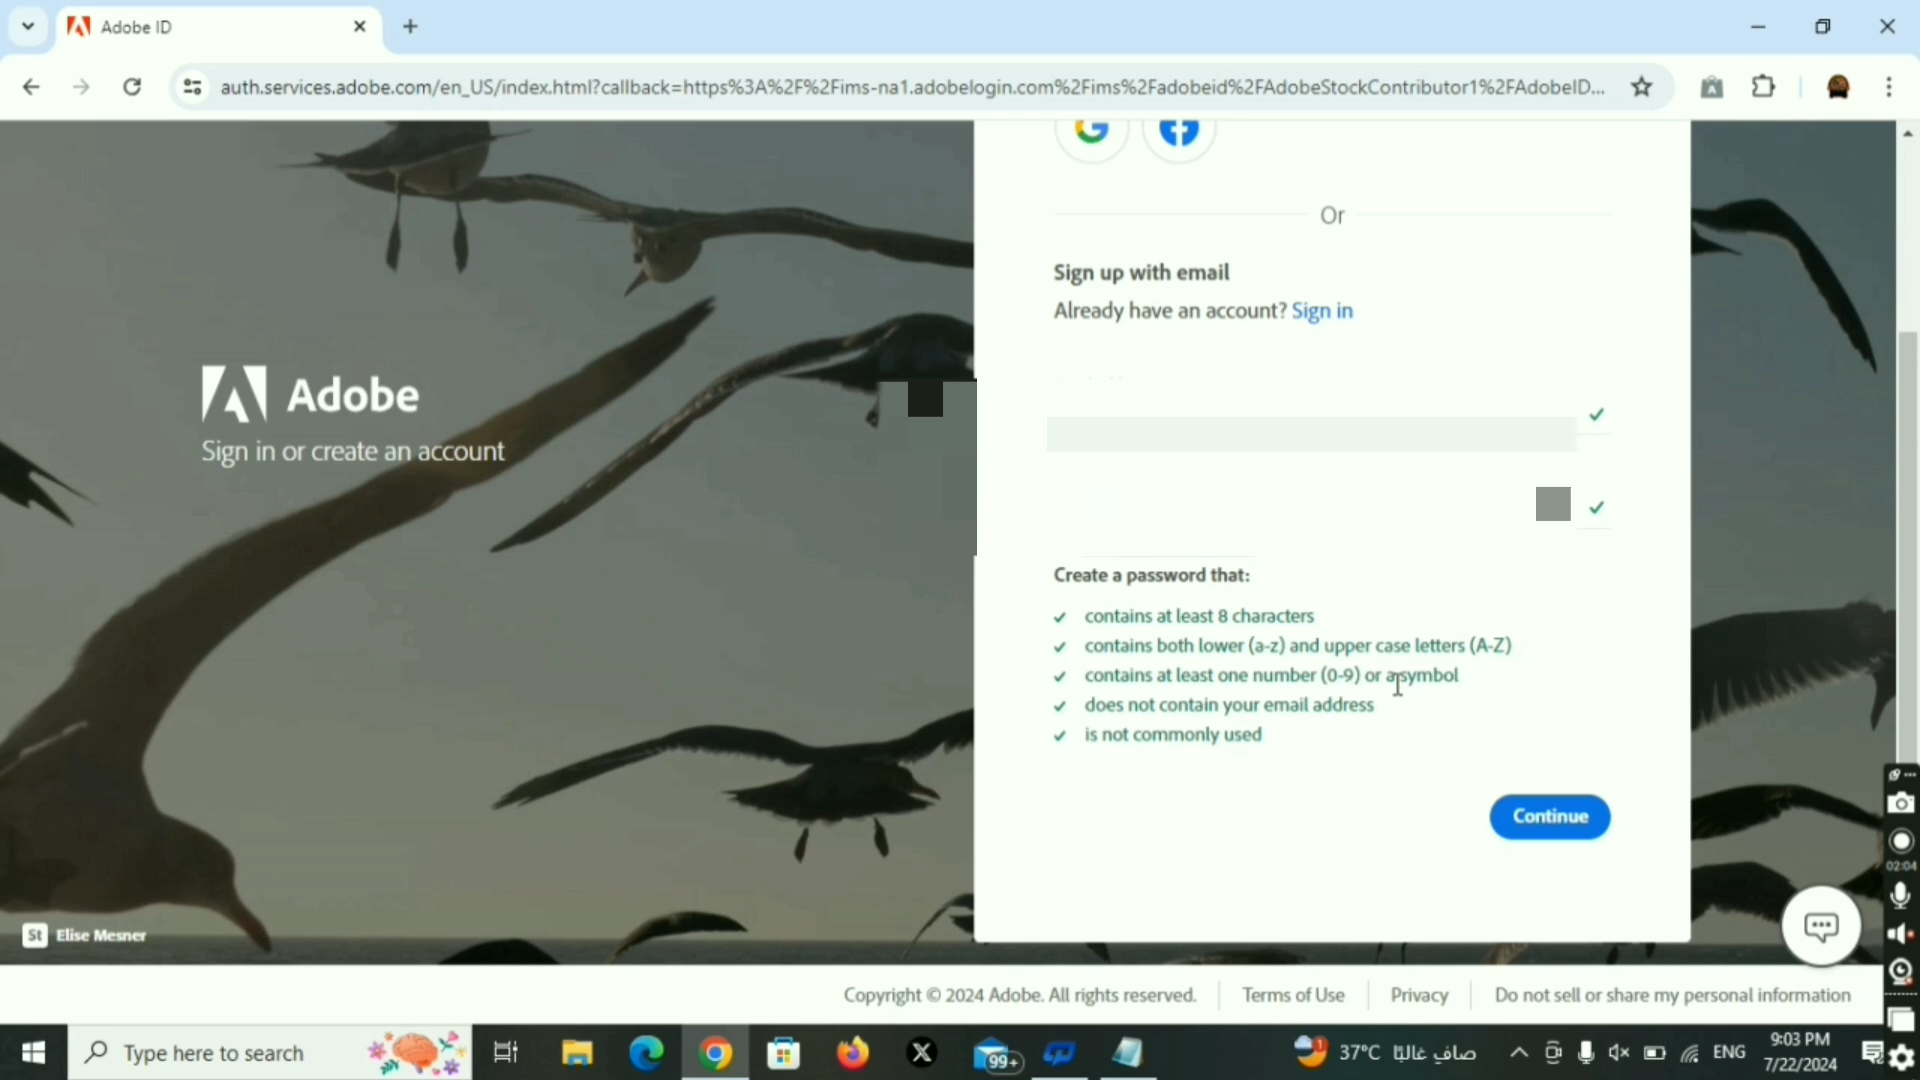 Adobe ID
auth.services.adobe.com/en_US/index.html?callback=https%3A%2F%2Fims-na1.adobelogin.com%2Fims%2Fadobeid%2FAdobeStockContributor1%2FAdobeID...
Or
Sign up with email
Already have an account? Sign in
Adobe
Sign in or create an account
Create a password that:
contains at least 8 characters
contains both lower (a-z) and upper case letters (A-Z)
contains at least one number (0-9) or a symbol
does not contain your email address
is not commonly used
Continue
02:04
St Elise Mesner
Copyright © 2024 Adobe. All rights reserved.
Terms of Use
Privacy
Do not sell or share my personal information
Type here to search
99+
1
37°C صافٍ غالبًا
ENG
9:03 PM
7/22/2024